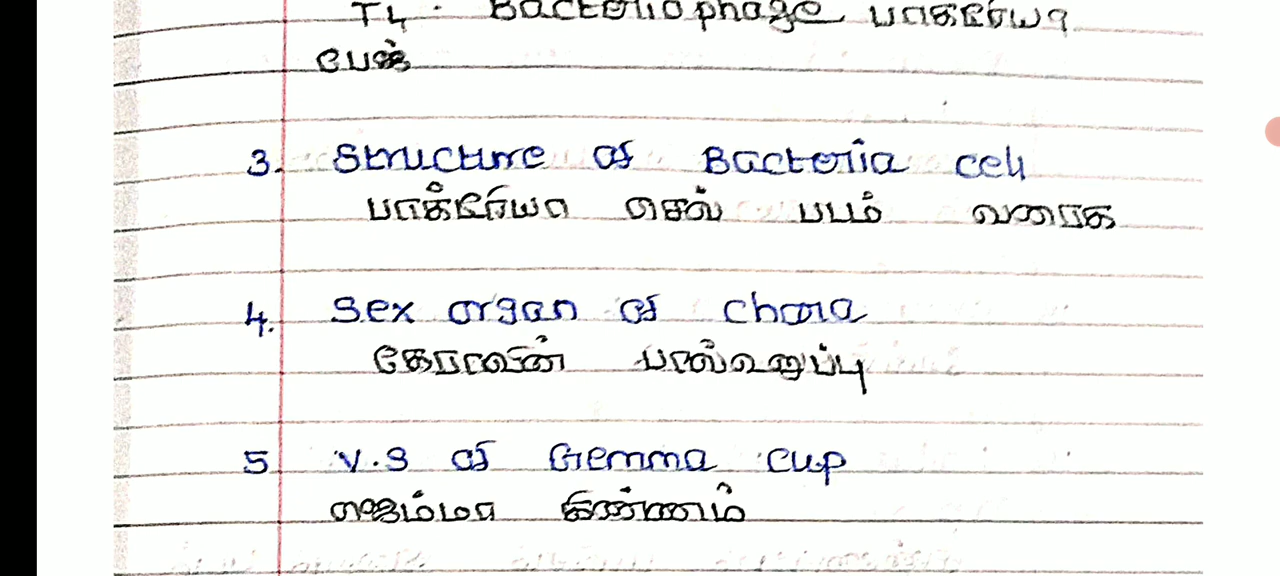 T4 . Bacteriophage பாக்டீரியா
பேஜ்
3. Structure of Bacteria cell
பாக்டீரியா செல் படம் வரைக
4. Sex organ of chara
கேராவின் பால்உறுப்பு
5 V.S of Gemma cup
ஜெம்மா கிண்ணம்